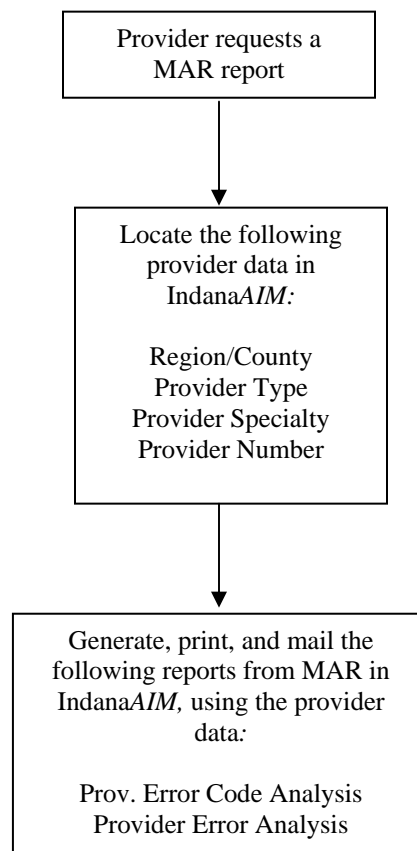 Provider requests a
MAR report
Locate the following
provider data in
IndanaAIM:
Region/County
Provider Type
Provider Specialty
Provider Number
Generate, print, and mail the
following reports from MAR in
IndanaAIM, using the provider
data:
Prov. Error Code Analysis
Provider Error Analysis